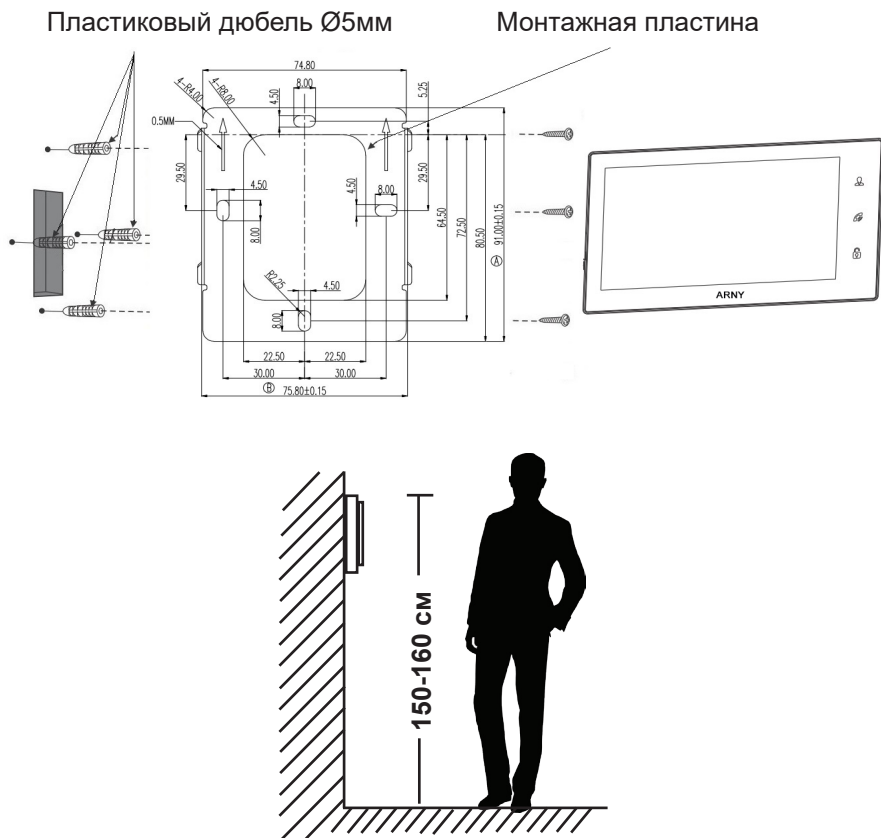 Пластиковый дюбель Ø5мм
Монтажная пластина
74.80
8.00
4.50
5.25
4-R4.00
4-R8.00
0.5MM
29.50
4.50
8.00
4.50
8.00
29.50
64.50
72.50
80.50
91.00±0.15
A
R2.25
4.50
8.00
22.50
22.50
30.00
30.00
B
75.80±0.15
ARNY
150-160 см